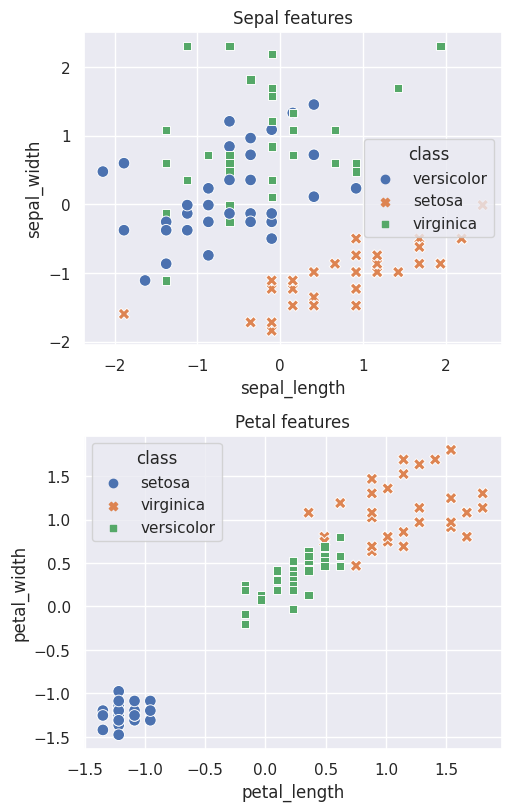 Sepal features
2
1
0
−1
−2
sepal_width
class
versicolor
setosa
virginica
−2
−1
0
1
2
sepal_length
Petal features
1.5
1.0
0.5
0.0
−0.5
−1.0
−1.5
petal_width
class
setosa
virginica
versicolor
−1.5
−1.0
−0.5
0.0
0.5
1.0
1.5
petal_length